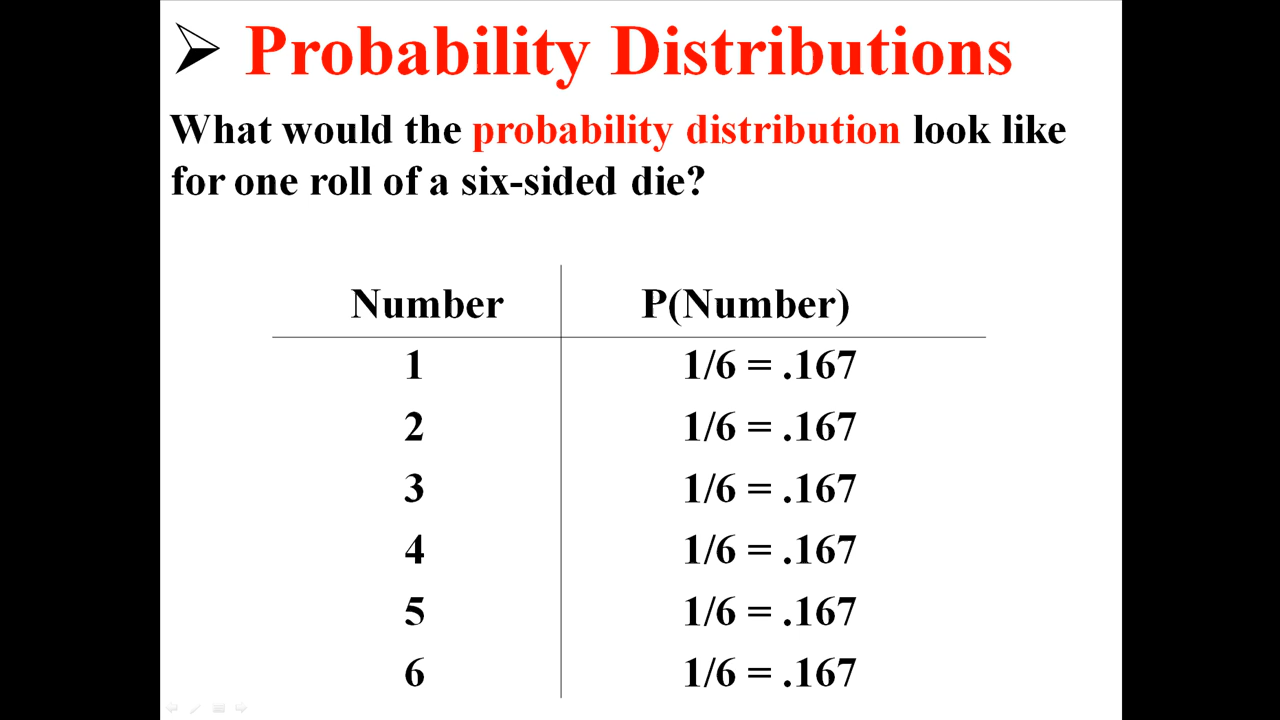 Probability Distributions
What would the probability distribution look like
for one roll of a six-sided die?
Number P(Number)
1 1/6 = .167
2 1/6 = .167
3 1/6 = .167
4 1/6 = .167
5 1/6 = .167
6 1/6 = .167